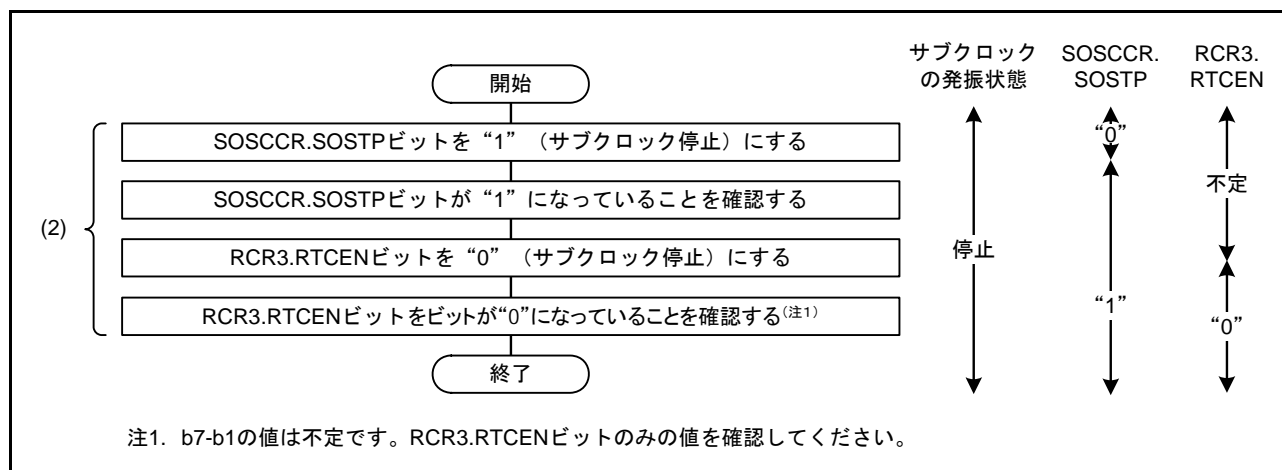 サブクロック
の発振状態
SOSCCR.
SOSTP
RCR3.
RTCEN
開始
SOSCCR.SOSTPビットを“1”（サブクロック停止）にする
“0”
SOSCCR.SOSTPビットが“1”になっていることを確認する
不定
(2)
RCR3.RTCENビットを“0”（サブクロック停止）にする
停止
RCR3.RTCENビットをビットが“0”になっていることを確認する(注1)
“1”
“0”
終了
注1. b7-b1の値は不定です。RCR3.RTCENビットのみの値を確認してください。